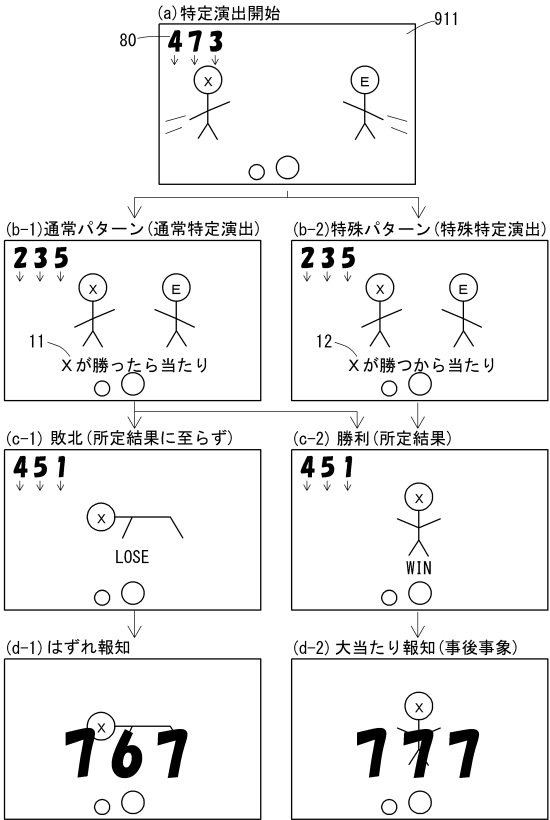 (a)特定演出開始
80
473
911
X
E
(b-1)通常パターン(通常特定演出)
(b-2)特殊パターン(特殊特定演出)
235
X
E
11
Xが勝ったら当たり
235
X
E
12
Xが勝つから当たり
(c-1) 敗北(所定結果に至らず)
(c-2) 勝利(所定結果)
451
X
LOSE
451
X
WIN
(d-1)はずれ報知
(d-2) 大当たり報知(事後事象)
X
767
X
777